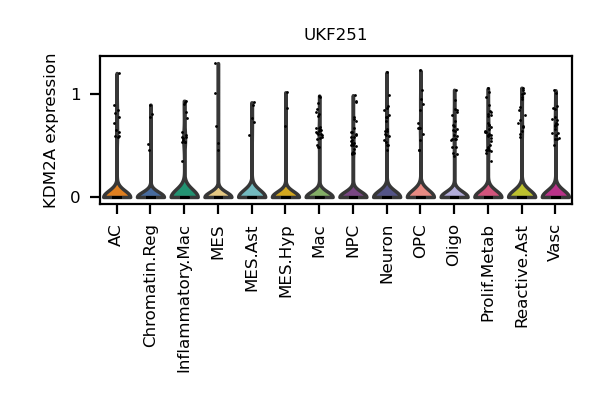 UKF251
KDM2A expression
1
0
AC
Chromatin.Reg
Inflammatory.Mac
MES
MES.Ast
MES.Hyp
Mac
NPC
Neuron
OPC
Oligo
Prolif.Metab
Reactive.Ast
Vasc